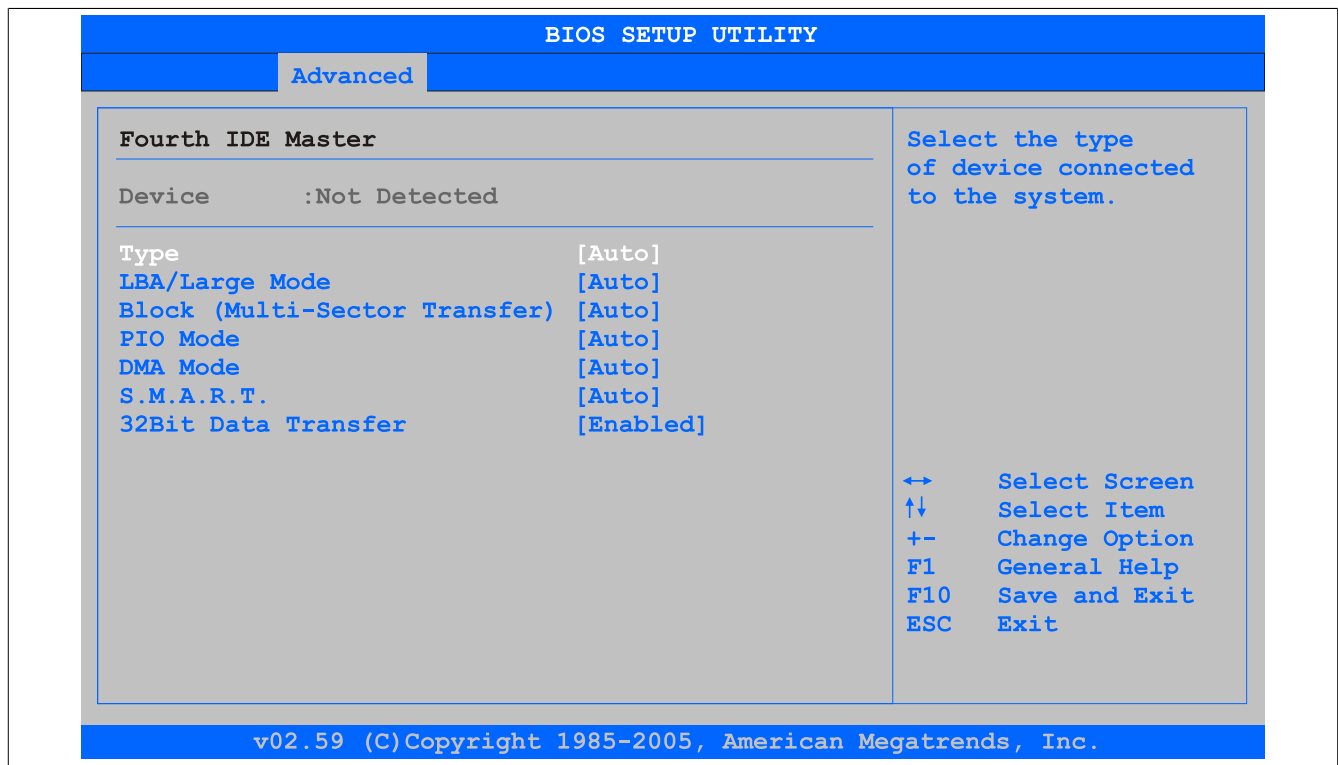 BIOS SETUP UTILITY
Advanced
Fourth IDE Master
Device :Not Detected
Type [Auto]
LBA/Large Mode [Auto]
Block (Multi-Sector Transfer) [Auto]
PIO Mode [Auto]
DMA Mode [Auto]
S.M.A.R.T. [Auto]
32Bit Data Transfer [Enabled]
Select the type
of device connected
to the system.
↔ Select Screen
↑↓ Select Item
+- Change Option
F1 General Help
F10 Save and Exit
ESC Exit
v02.59 (C)Copyright 1985-2005, American Megatrends, Inc.